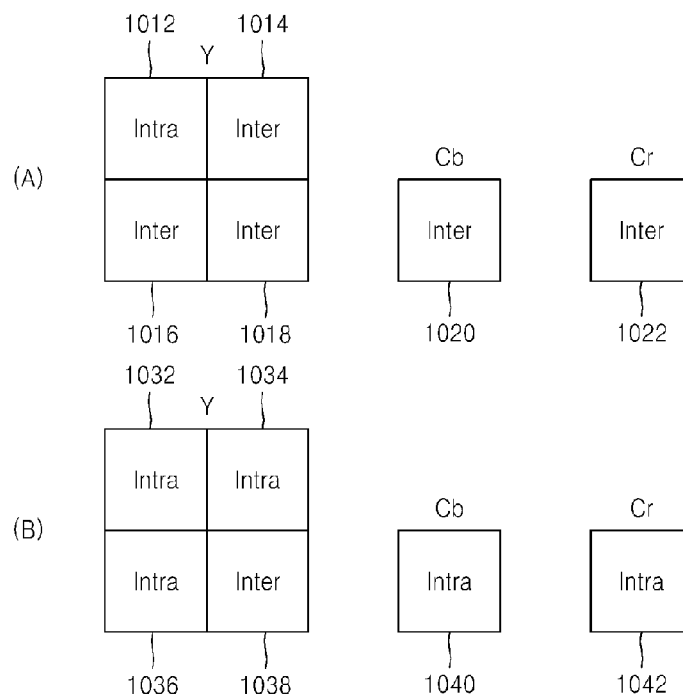 1012 1014
Y
Intra Inter
(A) Cb Cr
Inter Inter Inter Inter
1016 1018 1020 1022
1032 1034
Y
Intra Intra
(B) Cb Cr
Intra Inter Intra Intra
1036 1038 1040 1042